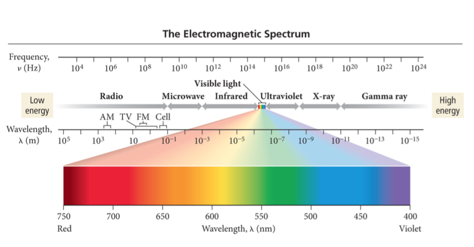 The Electromagnetic Spectrum
Frequency,
ν (Hz)
10⁴ 10⁶ 10⁸ 10¹⁰ 10¹² 10¹⁴ 10¹⁶ 10¹⁸ 10²⁰ 10²² 10²⁴
Visible light
Low
energy
Radio Microwave Infrared Ultraviolet X-ray Gamma ray
High
energy
AM TV FM Cell
Wavelength,
λ (m)
10⁵ 10³ 10 10⁻¹ 10⁻³ 10⁻⁵ 10⁻⁷ 10⁻⁹ 10⁻¹¹ 10⁻¹³ 10⁻¹⁵
750 700 650 600 550 500 450 400
Red Wavelength, λ (nm) Violet